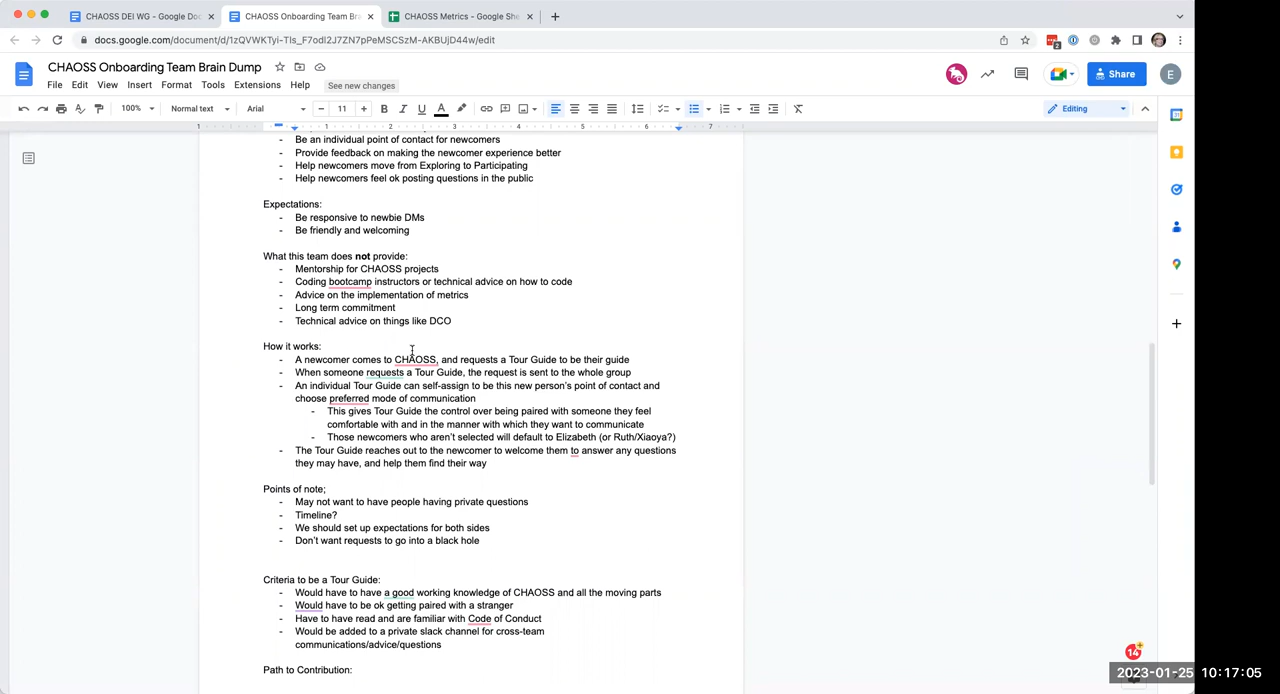 CHAOSS DEI WG - Google Doc
CHAOSS Onboarding Team Bra
CHAOSS Metrics - Google She
docs.google.com/document/d/1zQVWKTyi-TIs_F7odI2J7ZN7pPeMSCSzM-AKBUjD44w/edit
CHAOSS Onboarding Team Brain Dump
File Edit View Insert Format Tools Extensions Help See new changes
Share
E
100% Normal text Arial 11 B I U A Editing
1 1 2 3 4 5 6 7
Be an individual point of contact for newcomers
- Provide feedback on making the newcomer experience better
- Help newcomers move from Exploring to Participating
- Help newcomers feel ok posting questions in the public
Expectations:
- Be responsive to newbie DMs
- Be friendly and welcoming
What this team does not provide:
- Mentorship for CHAOSS projects
- Coding bootcamp instructors or technical advice on how to code
- Advice on the implementation of metrics
- Long term commitment
- Technical advice on things like DCO
How it works:
- A newcomer comes to CHAOSS, and requests a Tour Guide to be their guide
- When someone requests a Tour Guide, the request is sent to the whole group
- An individual Tour Guide can self-assign to be this new person's point of contact and
choose preferred mode of communication
- This gives Tour Guide the control over being paired with someone they feel
comfortable with and in the manner with which they want to communicate
- Those newcomers who aren't selected will default to Elizabeth (or Ruth/Xiaoya?)
- The Tour Guide reaches out to the newcomer to welcome them to answer any questions
they may have, and help them find their way
Points of note;
- May not want to have people having private questions
- Timeline?
- We should set up expectations for both sides
- Don't want requests to go into a black hole
Criteria to be a Tour Guide:
- Would have to have a good working knowledge of CHAOSS and all the moving parts
- Would have to be ok getting paired with a stranger
- Have to have read and are familiar with Code of Conduct
- Would be added to a private slack channel for cross-team
communications/advice/questions
Path to Contribution:
14
2023-01-25 10:17:05